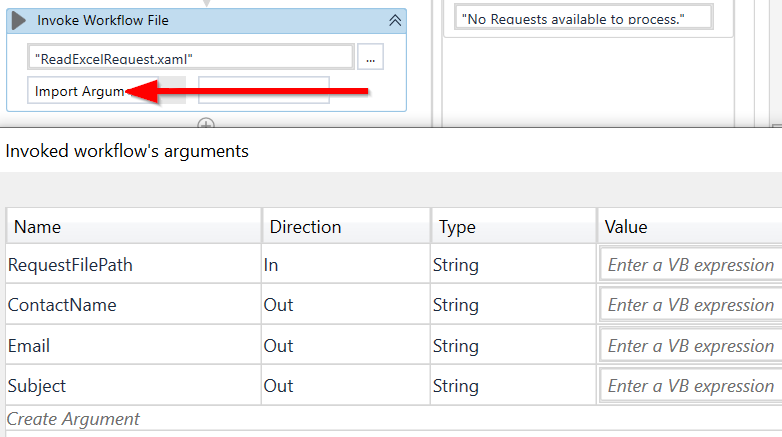 Invoke Workflow File
"No Requests available to process."
"ReadExcelRequest.xaml"
...
Import Argum
Invoked workflow's arguments
Name Direction Type Value
RequestFilePath In String Enter a VB expression
ContactName Out String Enter a VB expression
Email Out String Enter a VB expression
Subject Out String Enter a VB expression
Create Argument